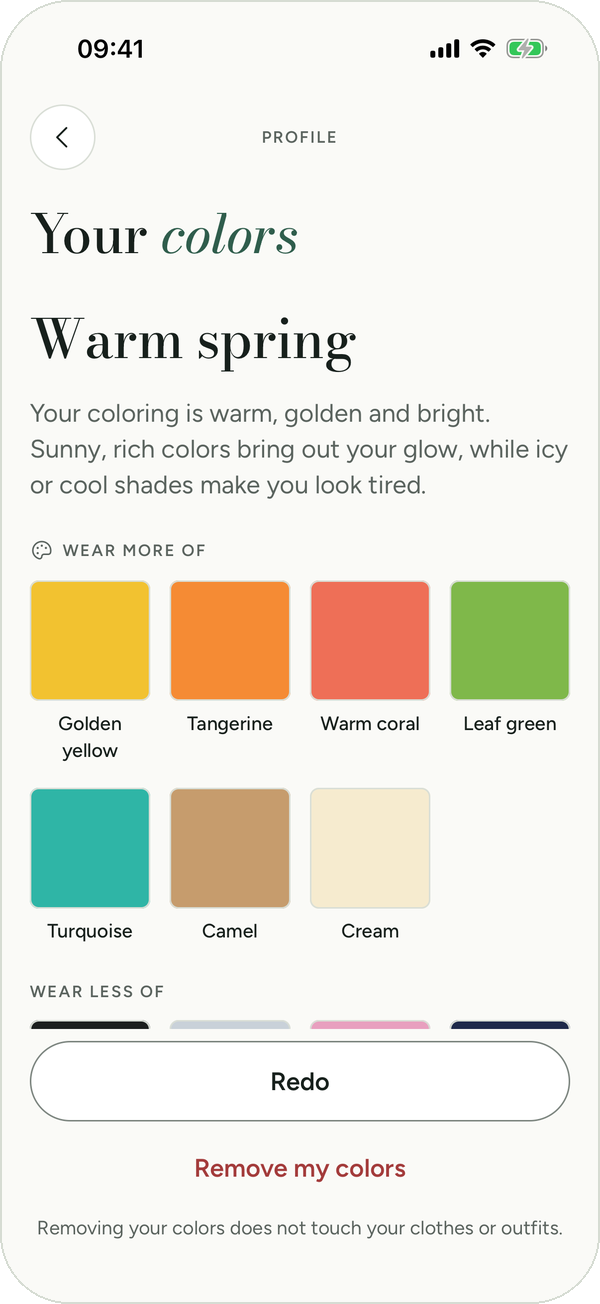 09:41
PROFILE
Your colors
Warm spring
Your coloring is warm, golden and bright.
Sunny, rich colors bring out your glow, while icy
or cool shades make you look tired.
WEAR MORE OF
Golden
yellow
Tangerine
Warm coral
Leaf green
Turquoise
Camel
Cream
WEAR LESS OF
Redo
Remove my colors
Removing your colors does not touch your clothes or outfits.